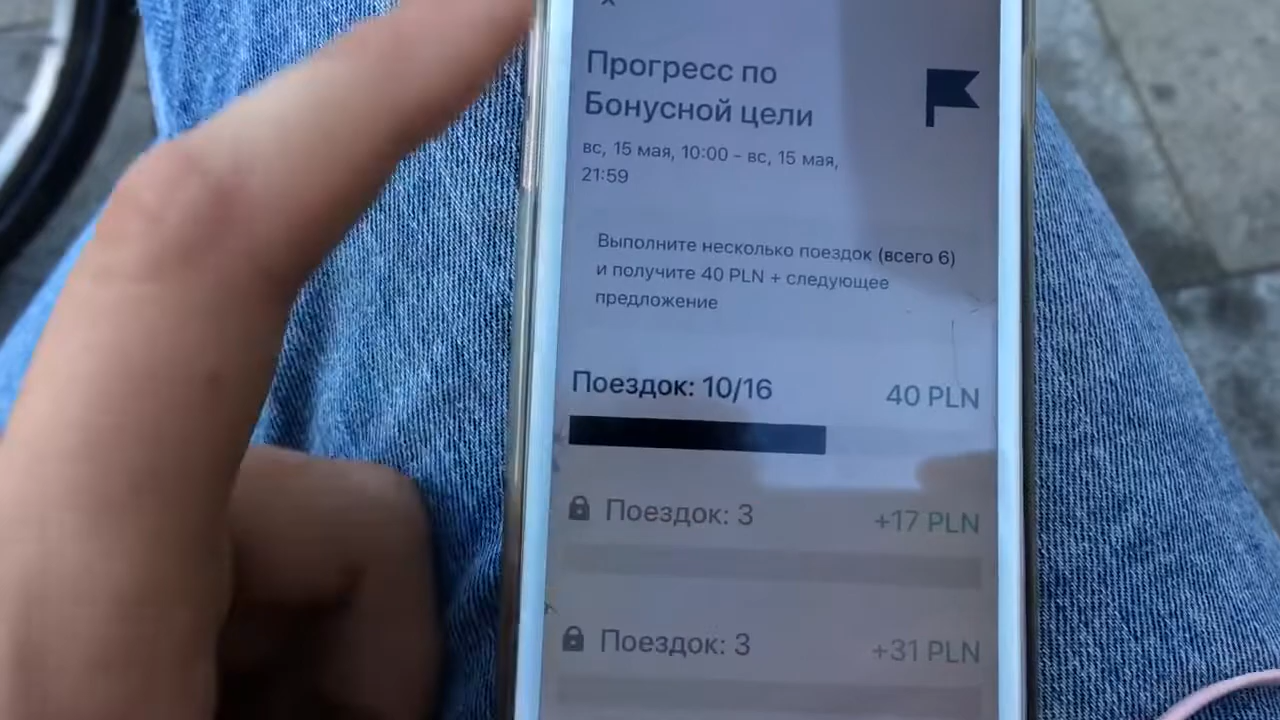 Прогресс по
Бонусной цели
вс, 15 мая, 10:00 – вс, 15 мая,
21:59
Выполните несколько поездок (всего 6)
и получите 40 PLN + следующее
предложение
Поездок: 10/16 40 PLN
Поездок: 3 +17 PLN
Поездок: 3 +31 PLN